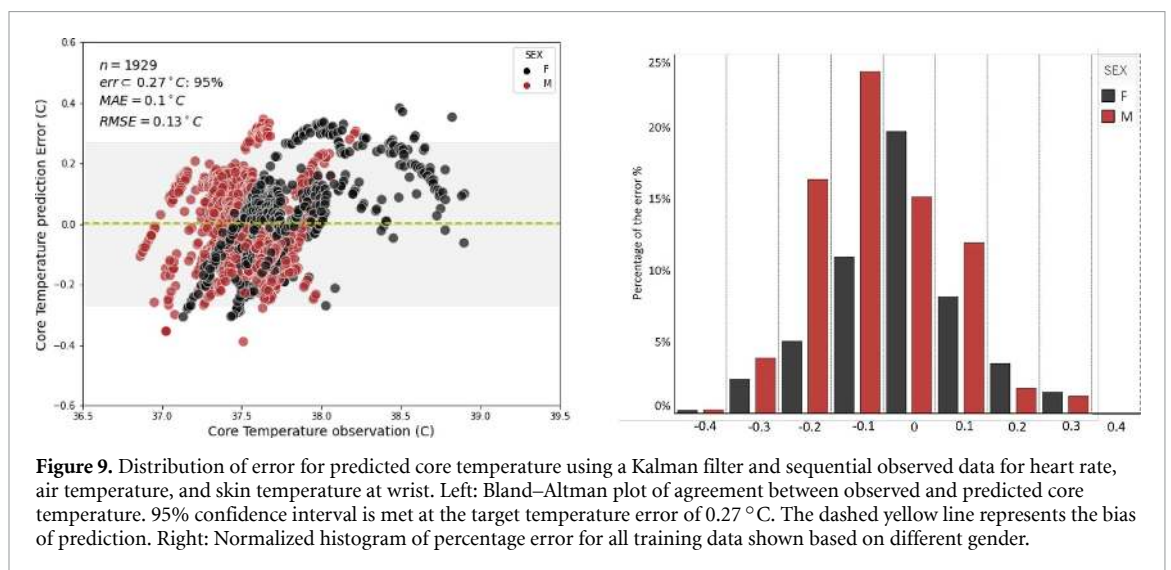 0.6
0.4
0.2
0.0
−0.2
−0.4
−0.6
36.5 37.0 37.5 38.0 38.5 39.0 39.5
Core Temperature prediction Error (C)
Core Temperature observation (C)
n = 1929
err⊂ 0.27°C: 95%
MAE = 0.1°C
RMSE = 0.13°C
SEX
F
M
25%
20%
15%
10%
5%
0%
Percentage of the error %
-0.4 -0.3 -0.2 -0.1 0 0.1 0.2 0.3 0.4
SEX
F
M
Figure 9. Distribution of error for predicted core temperature using a Kalman filter and sequential observed data for heart rate,
air temperature, and skin temperature at wrist. Left: Bland–Altman plot of agreement between observed and predicted core
temperature. 95% confidence interval is met at the target temperature error of 0.27 °C. The dashed yellow line represents the bias
of prediction. Right: Normalized histogram of percentage error for all training data shown based on different gender.